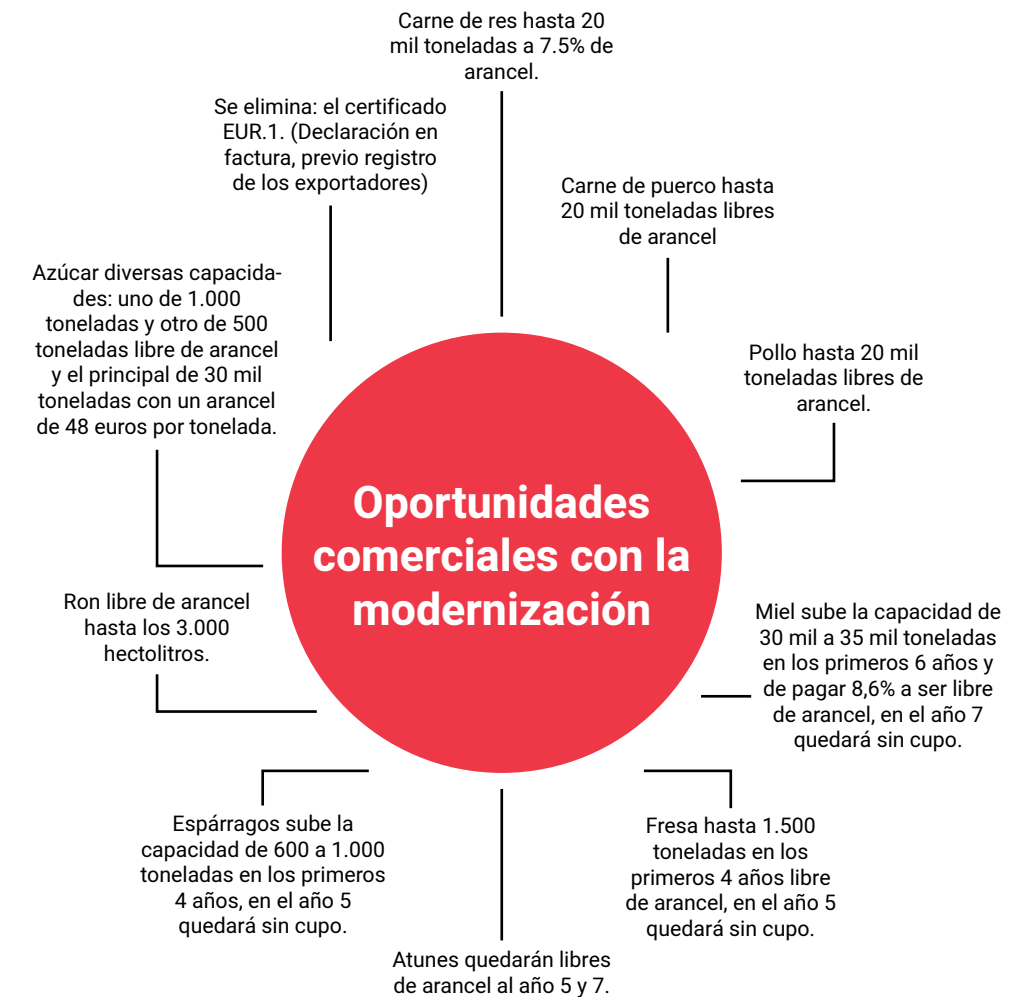 Carne de res hasta 20
mil toneladas a 7.5% de
arancel.
Se elimina: el certificado
EUR.1. (Declaración en
factura, previo registro
de los exportadores)
Carne de puerco hasta
20 mil toneladas libres
de arancel
Azúcar diversas capacida-
des: uno de 1.000
toneladas y otro de 500
toneladas libre de arancel
y el principal de 30 mil
toneladas con un arancel
de 48 euros por tonelada.
Pollo hasta 20 mil
toneladas libres de
arancel.
Oportunidades
comerciales con la
modernización
Ron libre de arancel
hasta los 3.000
hectolitros.
Miel sube la capacidad de
30 mil a 35 mil toneladas
en los primeros 6 años y
de pagar 8,6% a ser libre
de arancel, en el año 7
quedará sin cupo.
Espárragos sube la
capacidad de 600 a 1.000
toneladas en los primeros
4 años, en el año 5
quedará sin cupo.
Fresa hasta 1.500
toneladas en los
primeros 4 años libre
de arancel, en el año 5
quedará sin cupo.
Atunes quedarán libres
de arancel al año 5 y 7.